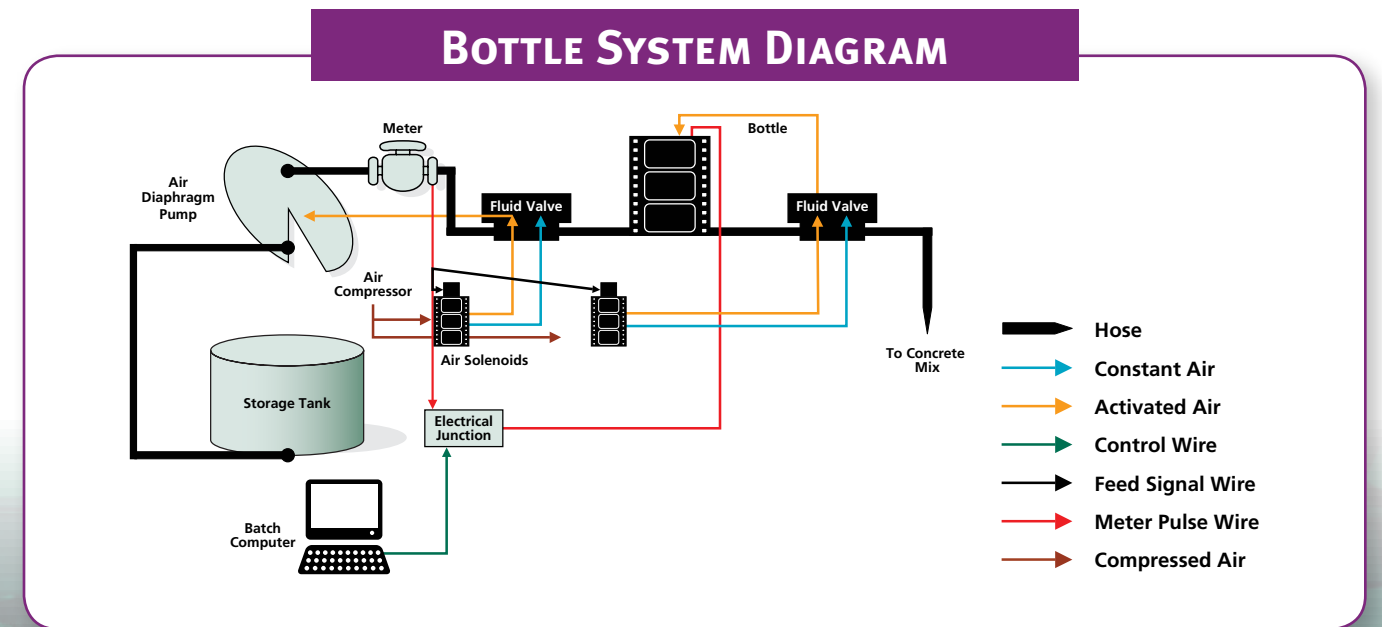 BOTTLE SYSTEM DIAGRAM
Meter
Bottle
Air
Diaphragm
Pump
Fluid Valve
Fluid Valve
Air
Compressor
Air Solenoids
To Concrete
Mix
Storage Tank
Electrical
Junction
Batch
Computer
Hose
Constant Air
Activated Air
Control Wire
Feed Signal Wire
Meter Pulse Wire
Compressed Air